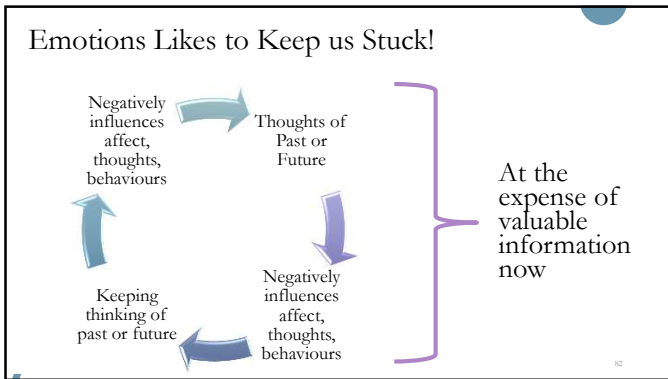 Emotions Likes to Keep us Stuck!
Negatively
influences
affect,
thoughts,
behaviours
Thoughts of
Past or
Future
Negatively
influences
affect,
thoughts,
behaviours
Keeping
thinking of
past or future
At the
expense of
valuable
information
now
82